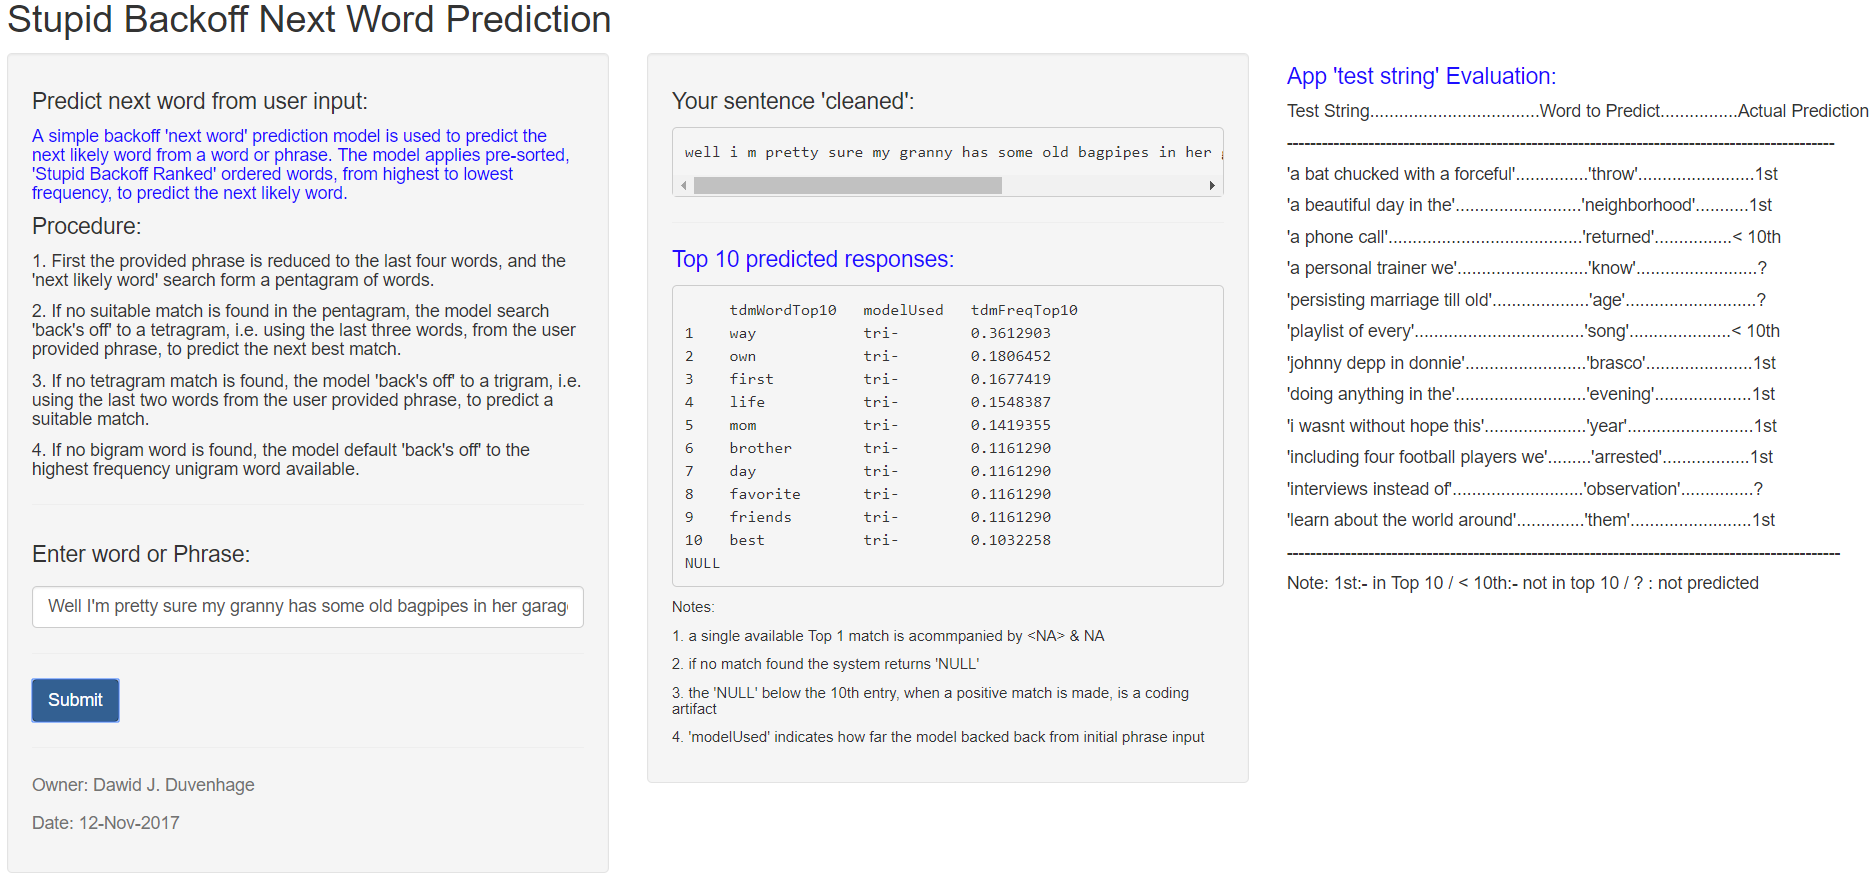 Stupid Backoff Next Word Prediction
Predict next word from user input:
A simple backoff 'next word' prediction model is used to predict the
next likely word from a word or phrase. The model applies pre-sorted,
'Stupid Backoff Ranked' ordered words, from highest to lowest
frequency, to predict the next likely word.
Procedure:
1. First the provided phrase is reduced to the last four words, and the
'next likely word' search form a pentagram of words.
2. If no suitable match is found in the pentagram, the model search
'back's off' to a tetragram, i.e. using the last three words, from the user
provided phrase, to predict the next best match.
3. If no tetragram match is found, the model 'back's off' to a trigram, i.e.
using the last two words from the user provided phrase, to predict a
suitable match.
4. If no bigram word is found, the model default 'back's off' to the
highest frequency unigram word available.
Enter word or Phrase:
Well I'm pretty sure my granny has some old bagpipes in her garag
Submit
Owner: Dawid J. Duvenhage
Date: 12-Nov-2017
Your sentence 'cleaned':
well i m pretty sure my granny has some old bagpipes in her
Top 10 predicted responses:
tdmWordTop10 modelUsed tdmFreqTop10
1 way tri- 0.3612903
2 own tri- 0.1806452
3 first tri- 0.1677419
4 life tri- 0.1548387
5 mom tri- 0.1419355
6 brother tri- 0.1161290
7 day tri- 0.1161290
8 favorite tri- 0.1161290
9 friends tri- 0.1161290
10 best tri- 0.1032258
NULL
Notes:
1. a single available Top 1 match is acommpanied by <NA> & NA
2. if no match found the system returns 'NULL'
3. the 'NULL' below the 10th entry, when a positive match is made, is a coding
artifact
4. 'modelUsed' indicates how far the model backed back from initial phrase input
App 'test string' Evaluation:
Test String...................................Word to Predict................Actual Prediction
----------------------------------------------------------------------------------------------
'a bat chucked with a forceful'...............'throw'........................1st
'a beautiful day in the'..........................'neighborhood'...........1st
'a phone call'........................................'returned'................< 10th
'a personal trainer we'...........................'know'.........................?
'persisting marriage till old'....................'age'...........................?
'playlist of every'...................................'song'.....................< 10th
'johnny depp in donnie'.........................'brasco'......................1st
'doing anything in the'...........................'evening'....................1st
'i wasnt without hope this'.....................'year'...............................1st
'including four football players we'.........'arrested'..................1st
'interviews instead of'...........................'observation'...............?
'learn about the world around'..............'them'.........................1st
-----------------------------------------------------------------------------------------------
Note: 1st:- in Top 10 / < 10th:- not in top 10 / ? : not predicted